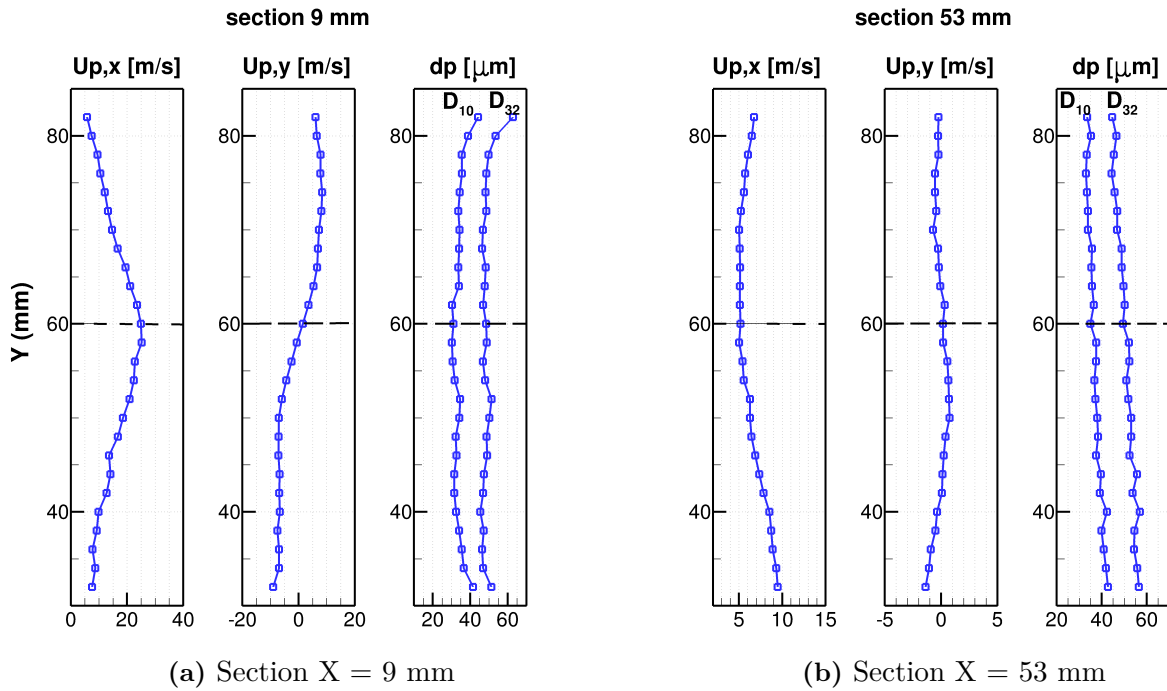 section 9 mm
section 53 mm
Up,x [m/s]
Up,y [m/s]
dp [μm]
Up,x [m/s]
Up,y [m/s]
dp [μm]
D10
D32
D10
D32
80
80
80
80
80
80
60
60
60
60
60
60
40
40
40
40
40
40
Y (mm)
0 20 40
-20 0 20
20 40 60
5 10 15
-5 0 5
20 40 60
(a) Section X = 9 mm
(b) Section X = 53 mm